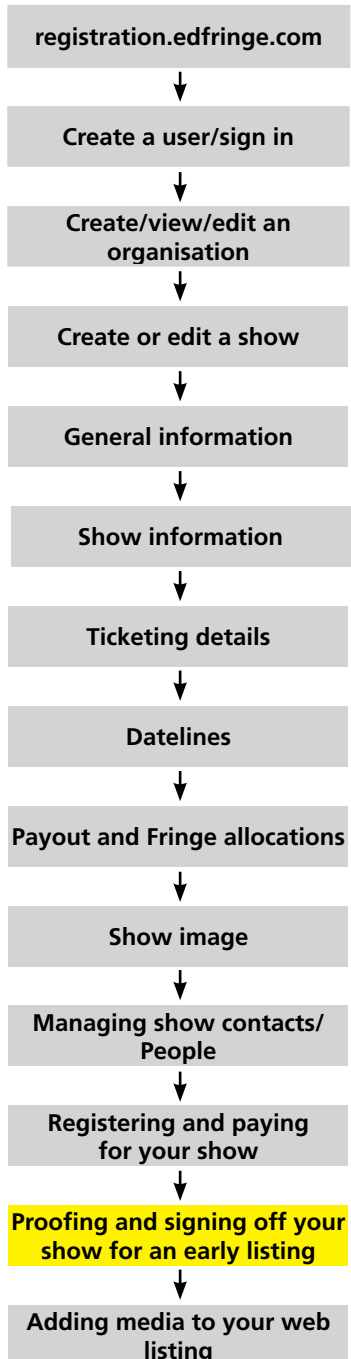 registration.edfringe.com
Create a user/sign in
Create/view/edit an
organisation
Create or edit a show
General information
Show information
Ticketing details
Datelines
Payout and Fringe allocations
Show image
Managing show contacts/
People
Registering and paying
for your show
Proofing and signing off your
show for an early listing
Adding media to your web
listing